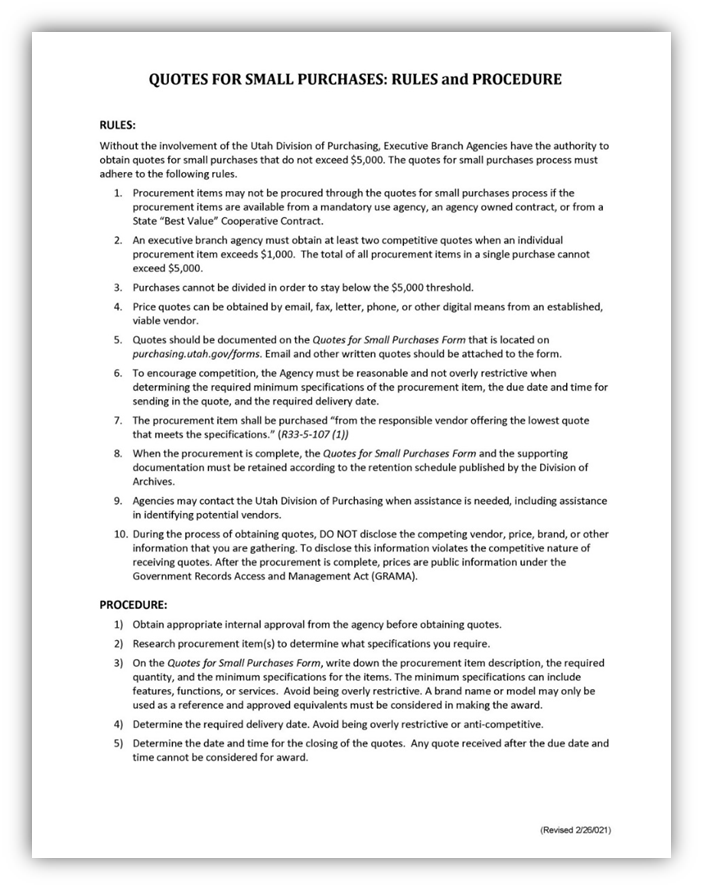 QUOTES FOR SMALL PURCHASES: RULES and PROCEDURE
RULES:
Without the involvement of the Utah Division of Purchasing, Executive Branch Agencies have the authority to
obtain quotes for small purchases that do not exceed $5,000. The quotes for small purchases process must
adhere to the following rules.
1. Procurement items may not be procured through the quotes for small purchases process if the
procurement items are available from a mandatory use agency, an agency owned contract, or from a
State “Best Value” Cooperative Contract.
2. An executive branch agency must obtain at least two competitive quotes when an individual
procurement item exceeds $1,000. The total of all procurement items in a single purchase cannot
exceed $5,000.
3. Purchases cannot be divided in order to stay below the $5,000 threshold.
4. Price quotes can be obtained by email, fax, letter, phone, or other digital means from an established,
viable vendor.
5. Quotes should be documented on the Quotes for Small Purchases Form that is located on
purchasing.utah.gov/forms. Email and other written quotes should be attached to the form.
6. To encourage competition, the Agency must be reasonable and not overly restrictive when
determining the required minimum specifications of the procurement item, the due date and time for
sending in the quote, and the required delivery date.
7. The procurement item shall be purchased “from the responsible vendor offering the lowest quote
that meets the specifications.” (R33-5-107 (1))
8. When the procurement is complete, the Quotes for Small Purchases Form and the supporting
documentation must be retained according to the retention schedule published by the Division of
Archives.
9. Agencies may contact the Utah Division of Purchasing when assistance is needed, including assistance
in identifying potential vendors.
10. During the process of obtaining quotes, DO NOT disclose the competing vendor, price, brand, or other
information that you are gathering. To disclose this information violates the competitive nature of
receiving quotes. After the procurement is complete, prices are public information under the
Government Records Access and Management Act (GRAMA).
PROCEDURE:
1) Obtain appropriate internal approval from the agency before obtaining quotes.
2) Research procurement item(s) to determine what specifications you require.
3) On the Quotes for Small Purchases Form, write down the procurement item description, the required
quantity, and the minimum specifications for the items. The minimum specifications can include
features, functions, or services. Avoid being overly restrictive. A brand name or model may only be
used as a reference and approved equivalents must be considered in making the award.
4) Determine the required delivery date. Avoid being overly restrictive or anti-competitive.
5) Determine the date and time for the closing of the quotes. Any quote received after the due date and
time cannot be considered for award.
(Revised 2/26/021)